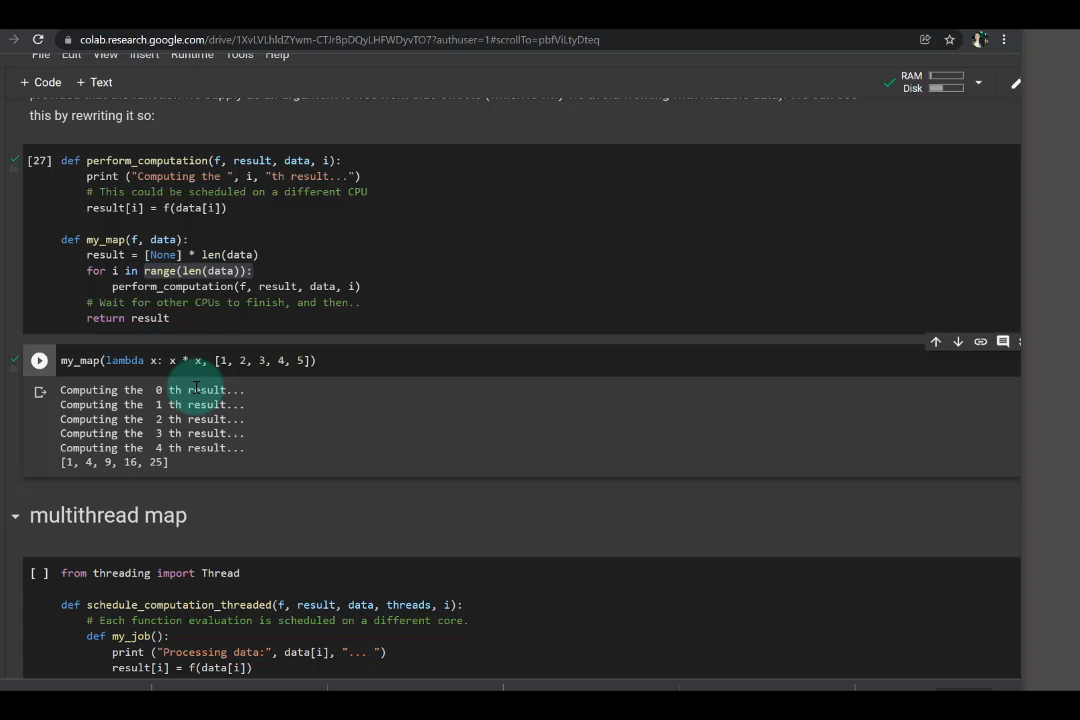 colab.research.google.com/drive/1XvLVLhldZYwm-CTJrBpDQyLHFWDyvTO7?authuser=1#scrollTo=pbfViLtyDteq
File Edit View Insert Runtime Tools Help
+ Code + Text
RAM
Disk
this by rewriting it so:
[27] def perform_computation(f, result, data, i):
print ("Computing the ", i, "th result...")
# This could be scheduled on a different CPU
result[i] = f(data[i])
def my_map(f, data):
result = [None] * len(data)
for i in range(len(data)):
perform_computation(f, result, data, i)
# Wait for other CPUs to finish, and then..
return result
0s
my_map(lambda x: x * x, [1, 2, 3, 4, 5])
0s
Computing the  0 th result...
Computing the  1 th result...
Computing the  2 th result...
Computing the  3 th result...
Computing the  4 th result...
[1, 4, 9, 16, 25]
multithread map
[ ] from threading import Thread
def schedule_computation_threaded(f, result, data, threads, i):
# Each function evaluation is scheduled on a different core.
def my_job():
print ("Processing data:", data[i], "... ")
result[i] = f(data[i])